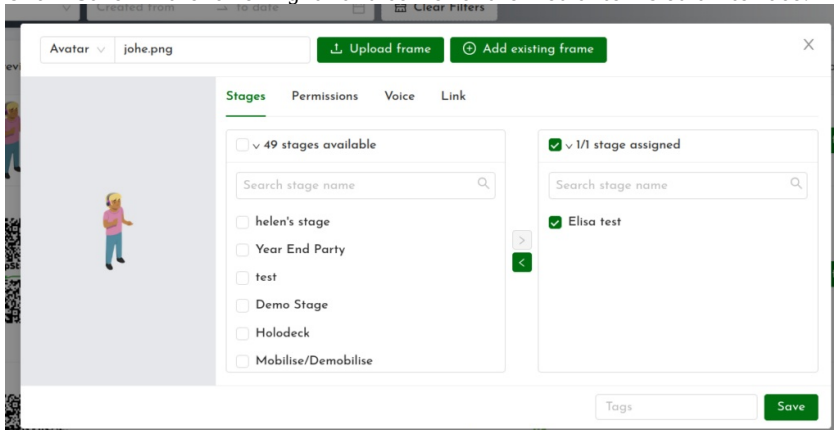 Created from → to date Clear Filters
Avatar johe.png Upload frame Add existing frame
Stages Permissions Voice Link
49 stages available
Search stage name
helen's stage
Year End Party
test
Demo Stage
Holodeck
Mobilise/Demobilise
1/1 stage assigned
Search stage name
Elisa test
Tags Save